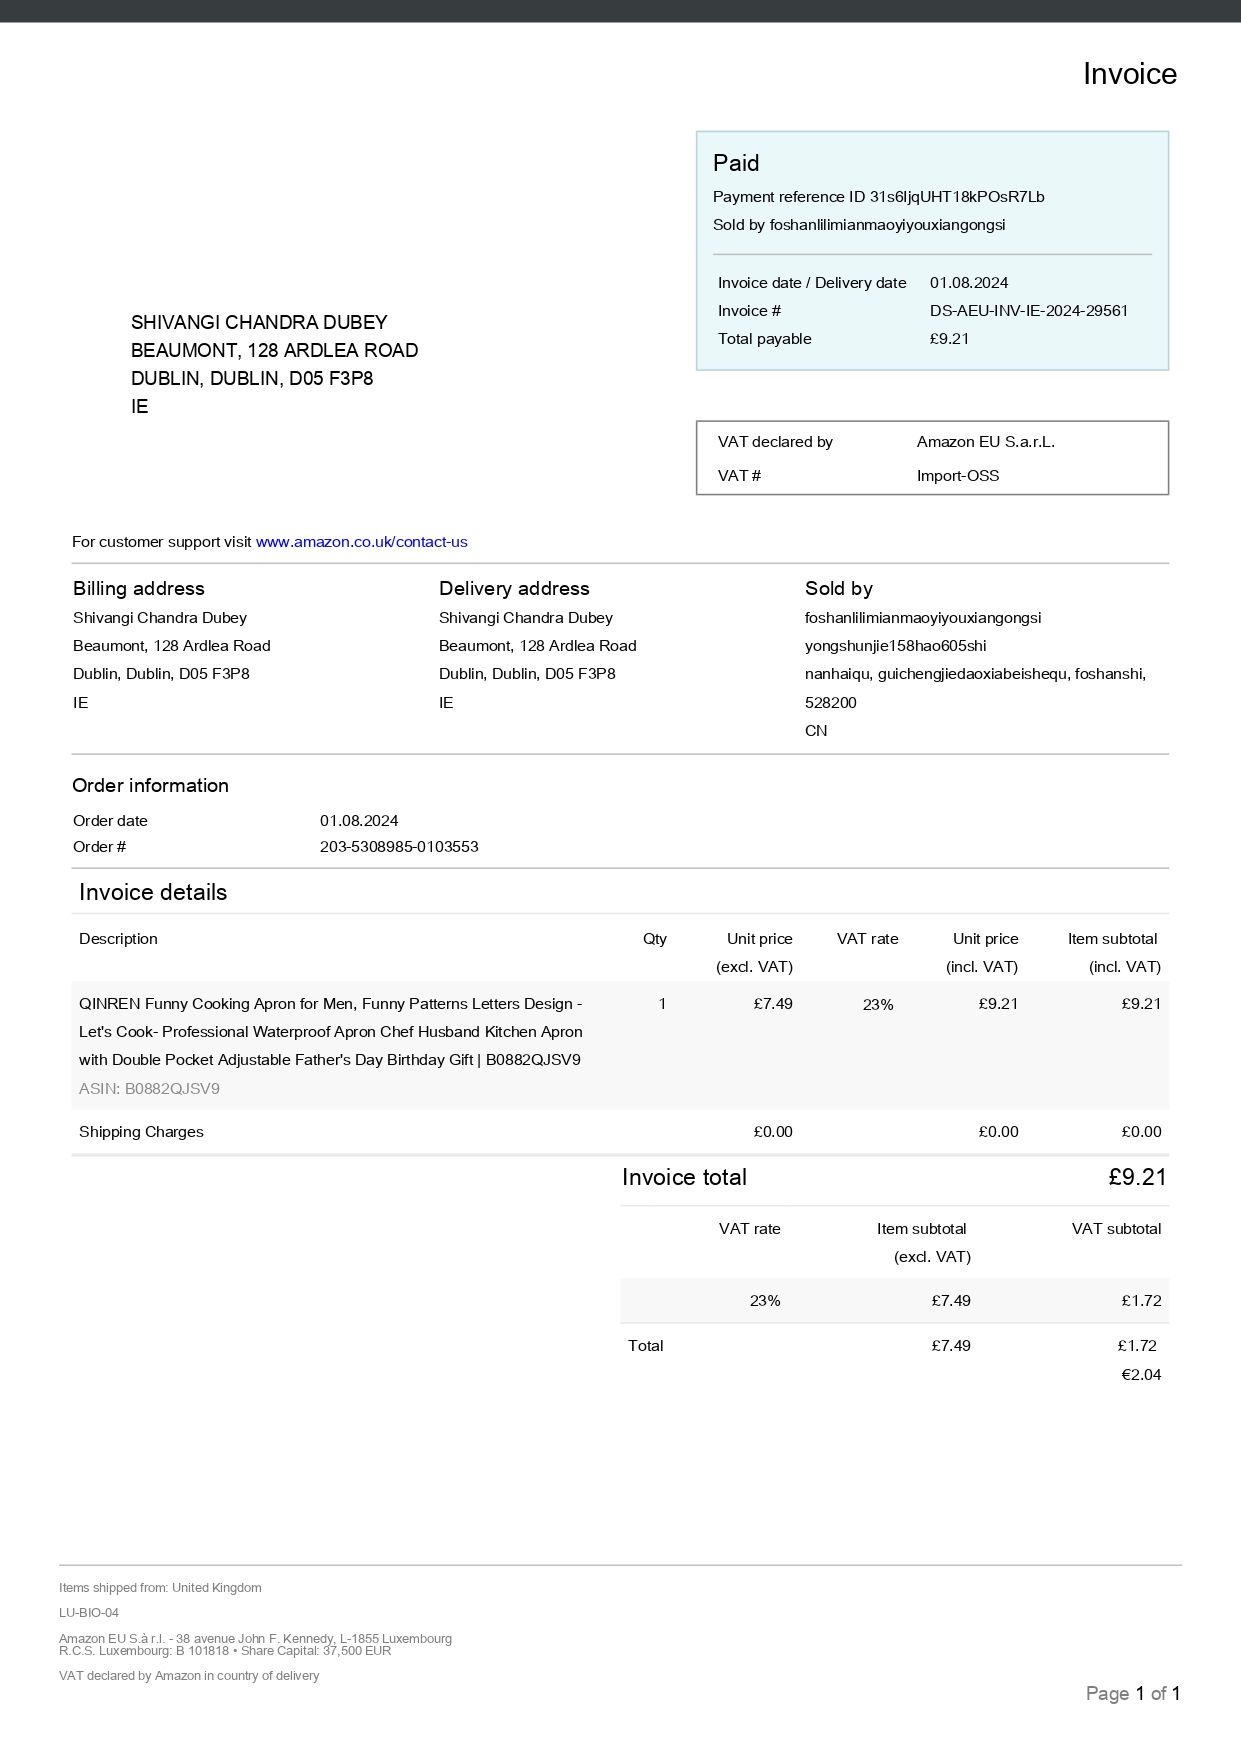 Invoice
Paid
Payment reference ID 31s6IjqUHT18kPOsR7Lb
Sold by foshanlilimianmaoyiyouxiangongsi
Invoice date / Delivery date 01.08.2024
Invoice # DS-AEU-INV-IE-2024-29561
Total payable £9.21
SHIVANGI CHANDRA DUBEY
BEAUMONT, 128 ARDLEA ROAD
DUBLIN, DUBLIN, D05 F3P8
IE
VAT declared by Amazon EU S.a.r.L.
VAT # Import-OSS
For customer support visit www.amazon.co.uk/contact-us
Billing address
Shivangi Chandra Dubey
Beaumont, 128 Ardlea Road
Dublin, Dublin, D05 F3P8
IE
Delivery address
Shivangi Chandra Dubey
Beaumont, 128 Ardlea Road
Dublin, Dublin, D05 F3P8
IE
Sold by
foshanlilimianmaoyiyouxiangongsi
yongshunjie158hao605shi
nanhaiqu, guichengjiedaoxiabeishequ, foshanshi,
528200
CN
Order information
Order date 01.08.2024
Order # 203-5308985-0103553
Invoice details
Description Qty Unit price VAT rate Unit price Item subtotal
(excl. VAT) (incl. VAT) (incl. VAT)
QINREN Funny Cooking Apron for Men, Funny Patterns Letters Design - 1 £7.49 23% £9.21 £9.21
Let's Cook- Professional Waterproof Apron Chef Husband Kitchen Apron
with Double Pocket Adjustable Father's Day Birthday Gift | B0882QJSV9
ASIN: B0882QJSV9
Shipping Charges £0.00 £0.00 £0.00
Invoice total £9.21
VAT rate Item subtotal VAT subtotal
(excl. VAT)
23% £7.49 £1.72
Total £7.49 £1.72
€2.04
Items shipped from: United Kingdom
LU-BIO-04
Amazon EU S.à r.l. - 38 avenue John F. Kennedy, L-1855 Luxembourg
R.C.S. Luxembourg: B 101818 • Share Capital: 37,500 EUR
VAT declared by Amazon in country of delivery
Page 1 of 1